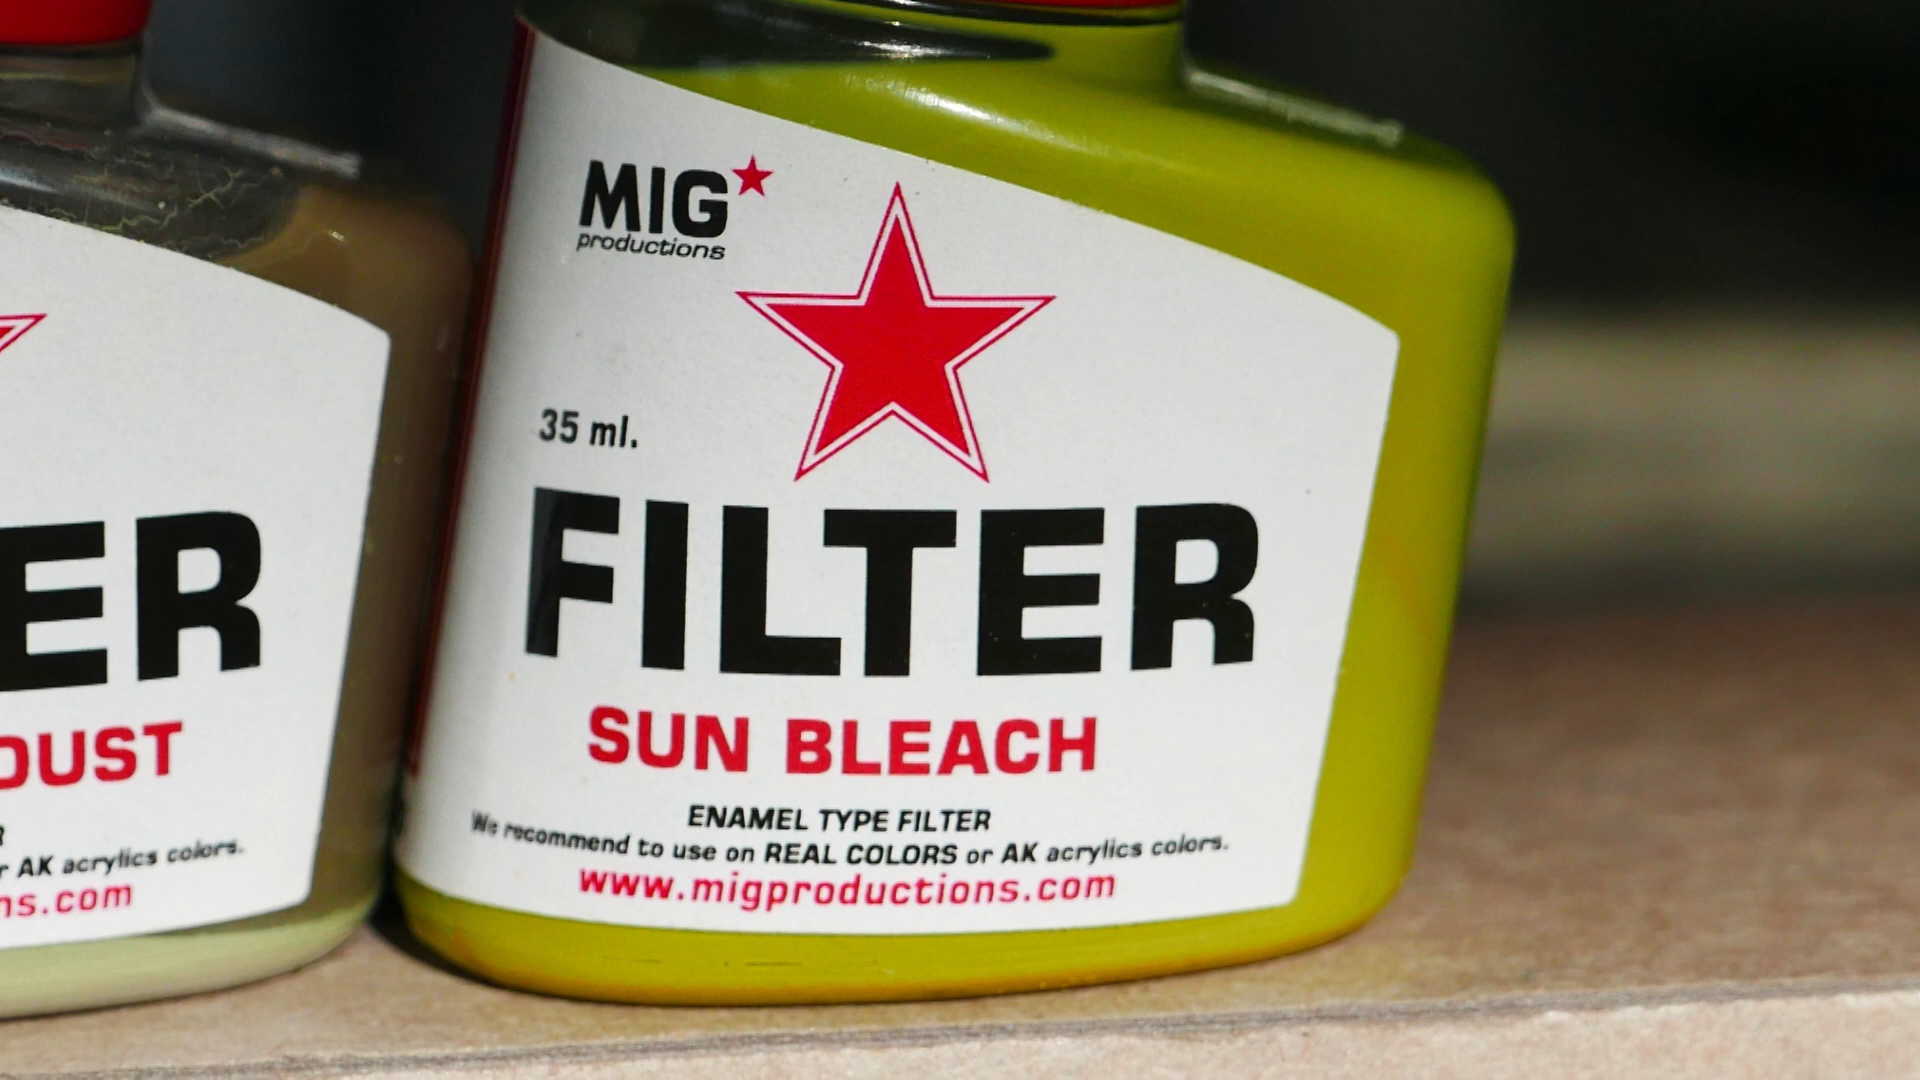 MIG
productions
35 ml.
FILTER
SUN BLEACH
ENAMEL TYPE FILTER
We recommend to use on REAL COLORS or AK acrylics colors.
www.migproductions.com
ER
DUST
R
r AK acrylics colors.
ns.com